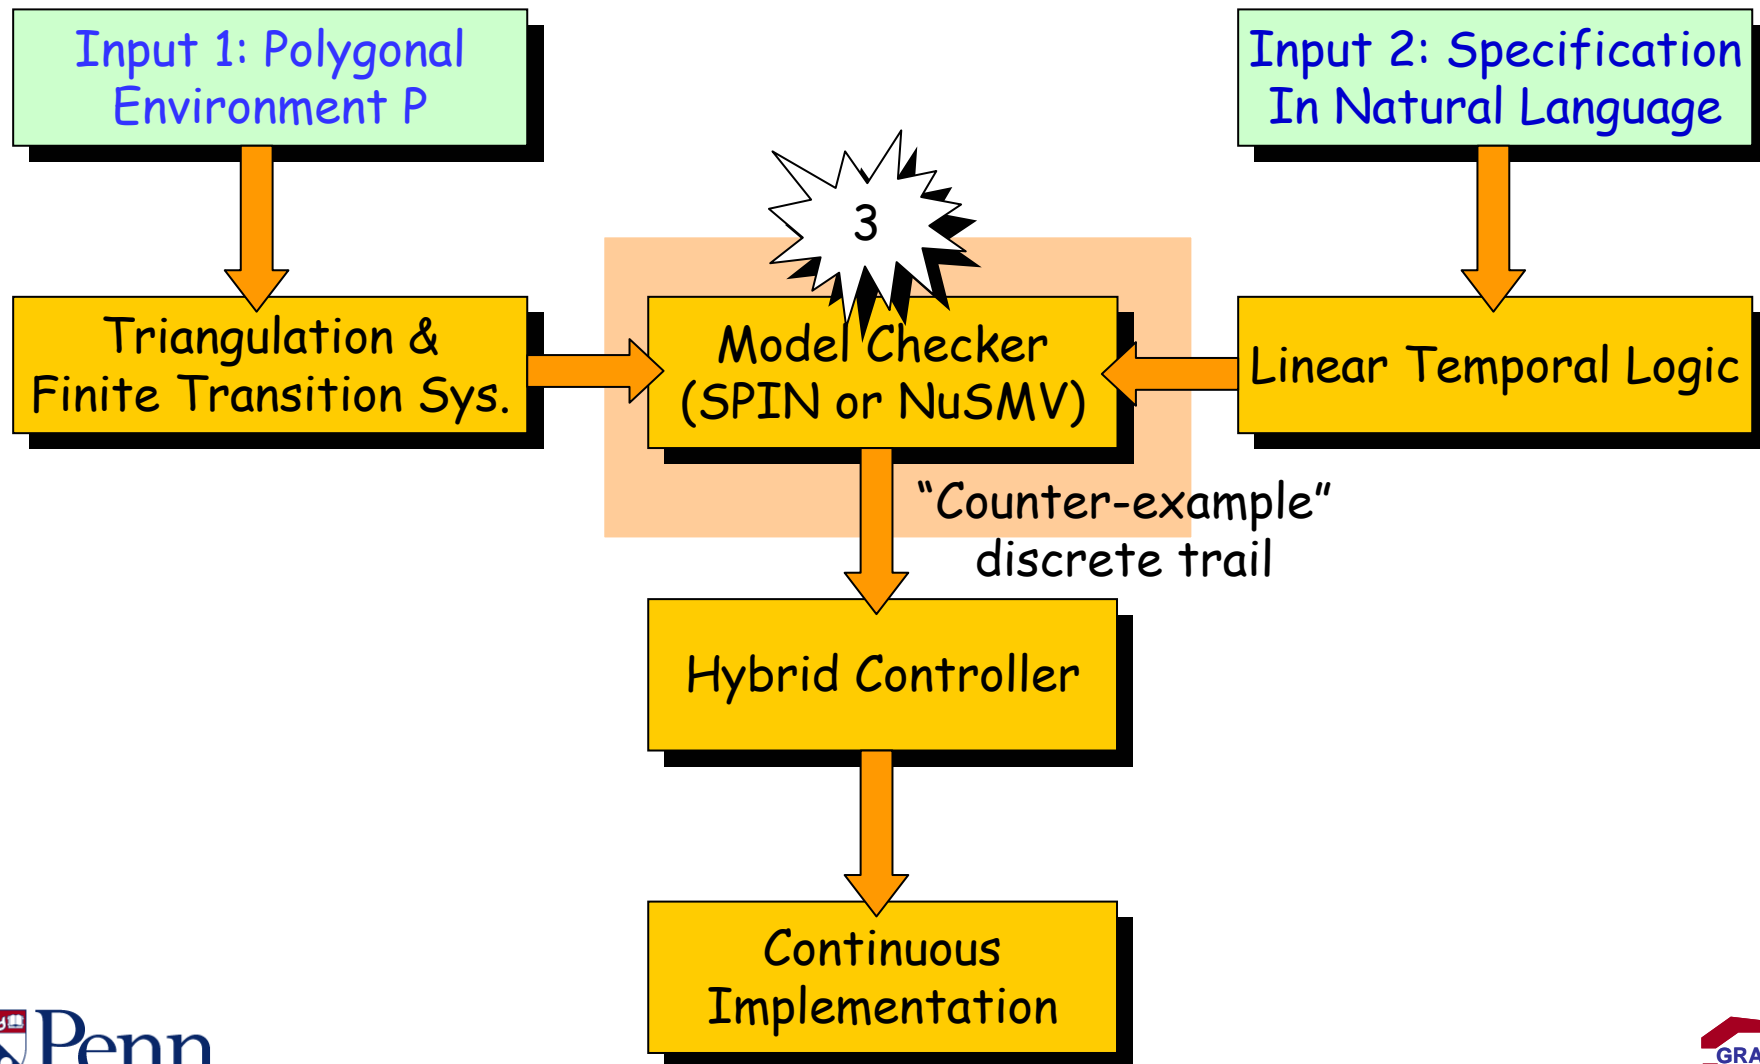 Input 1: Polygonal
Environment P
Input 2: Specification
In Natural Language
3
Triangulation &
Finite Transition Sys.
Model Checker
(SPIN or NuSMV)
Linear Temporal Logic
“Counter-example”
discrete trail
Hybrid Controller
Continuous
Implementation
Penn
GRA